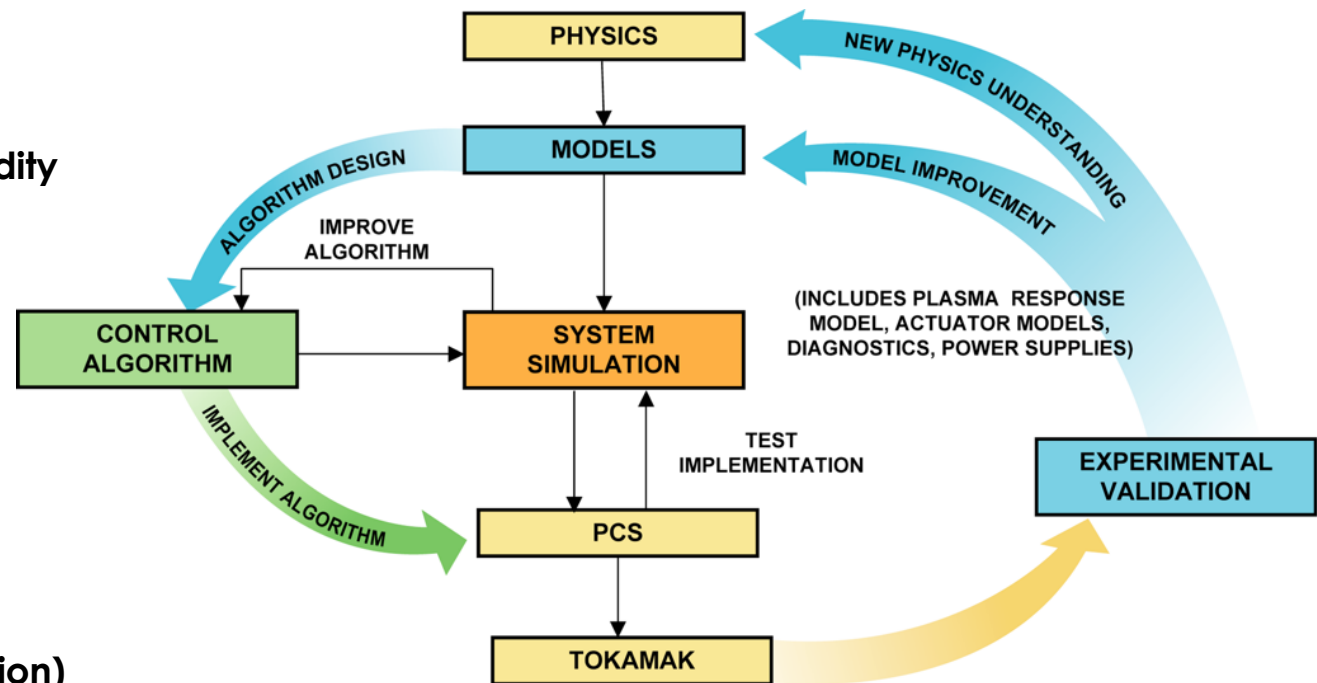 PHYSICS
NEW PHYSICS UNDERSTANDING
MODELS
MODEL IMPROVEMENT
dity
ALGORITHM DESIGN
IMPROVE
ALGORITHM
(INCLUDES PLASMA RESPONSE
MODEL, ACTUATOR MODELS,
DIAGNOSTICS, POWER SUPPLIES)
CONTROL
ALGORITHM
SYSTEM
SIMULATION
IMPLEMENT ALGORITHM
TEST
IMPLEMENTATION
EXPERIMENTAL
VALIDATION
PCS
TOKAMAK
ion)